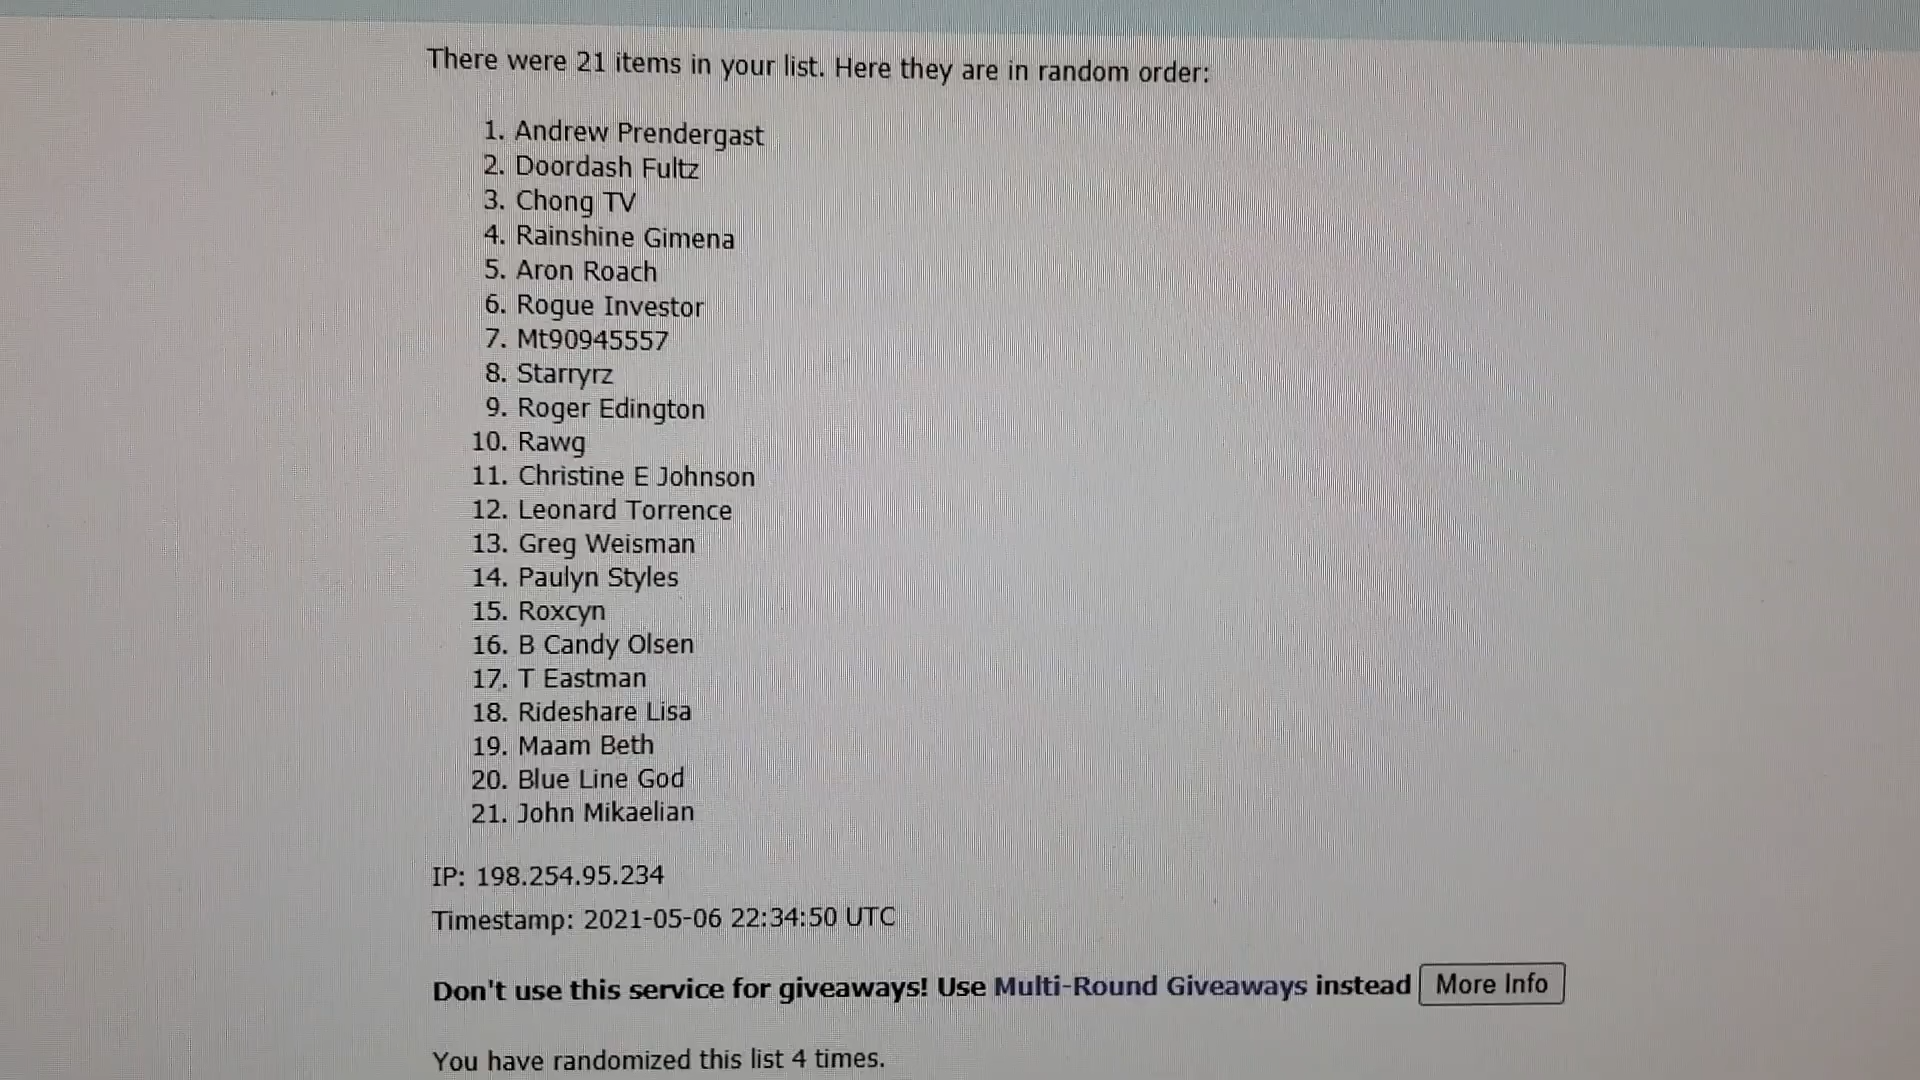 There were 21 items in your list. Here they are in random order:
1. Andrew Prendergast
2. Doordash Fultz
3. Chong TV
4. Rainshine Gimena
5. Aron Roach
6. Rogue Investor
7. Mt90945557
8. Starryrz
9. Roger Edington
10. Rawg
11. Christine E Johnson
12. Leonard Torrence
13. Greg Weisman
14. Paulyn Styles
15. Roxcyn
16. B Candy Olsen
17. T Eastman
18. Rideshare Lisa
19. Maam Beth
20. Blue Line God
21. John Mikaelian
IP: 198.254.95.234
Timestamp: 2021-05-06 22:34:50 UTC
Don't use this service for giveaways! Use Multi-Round Giveaways instead More Info
You have randomized this list 4 times.